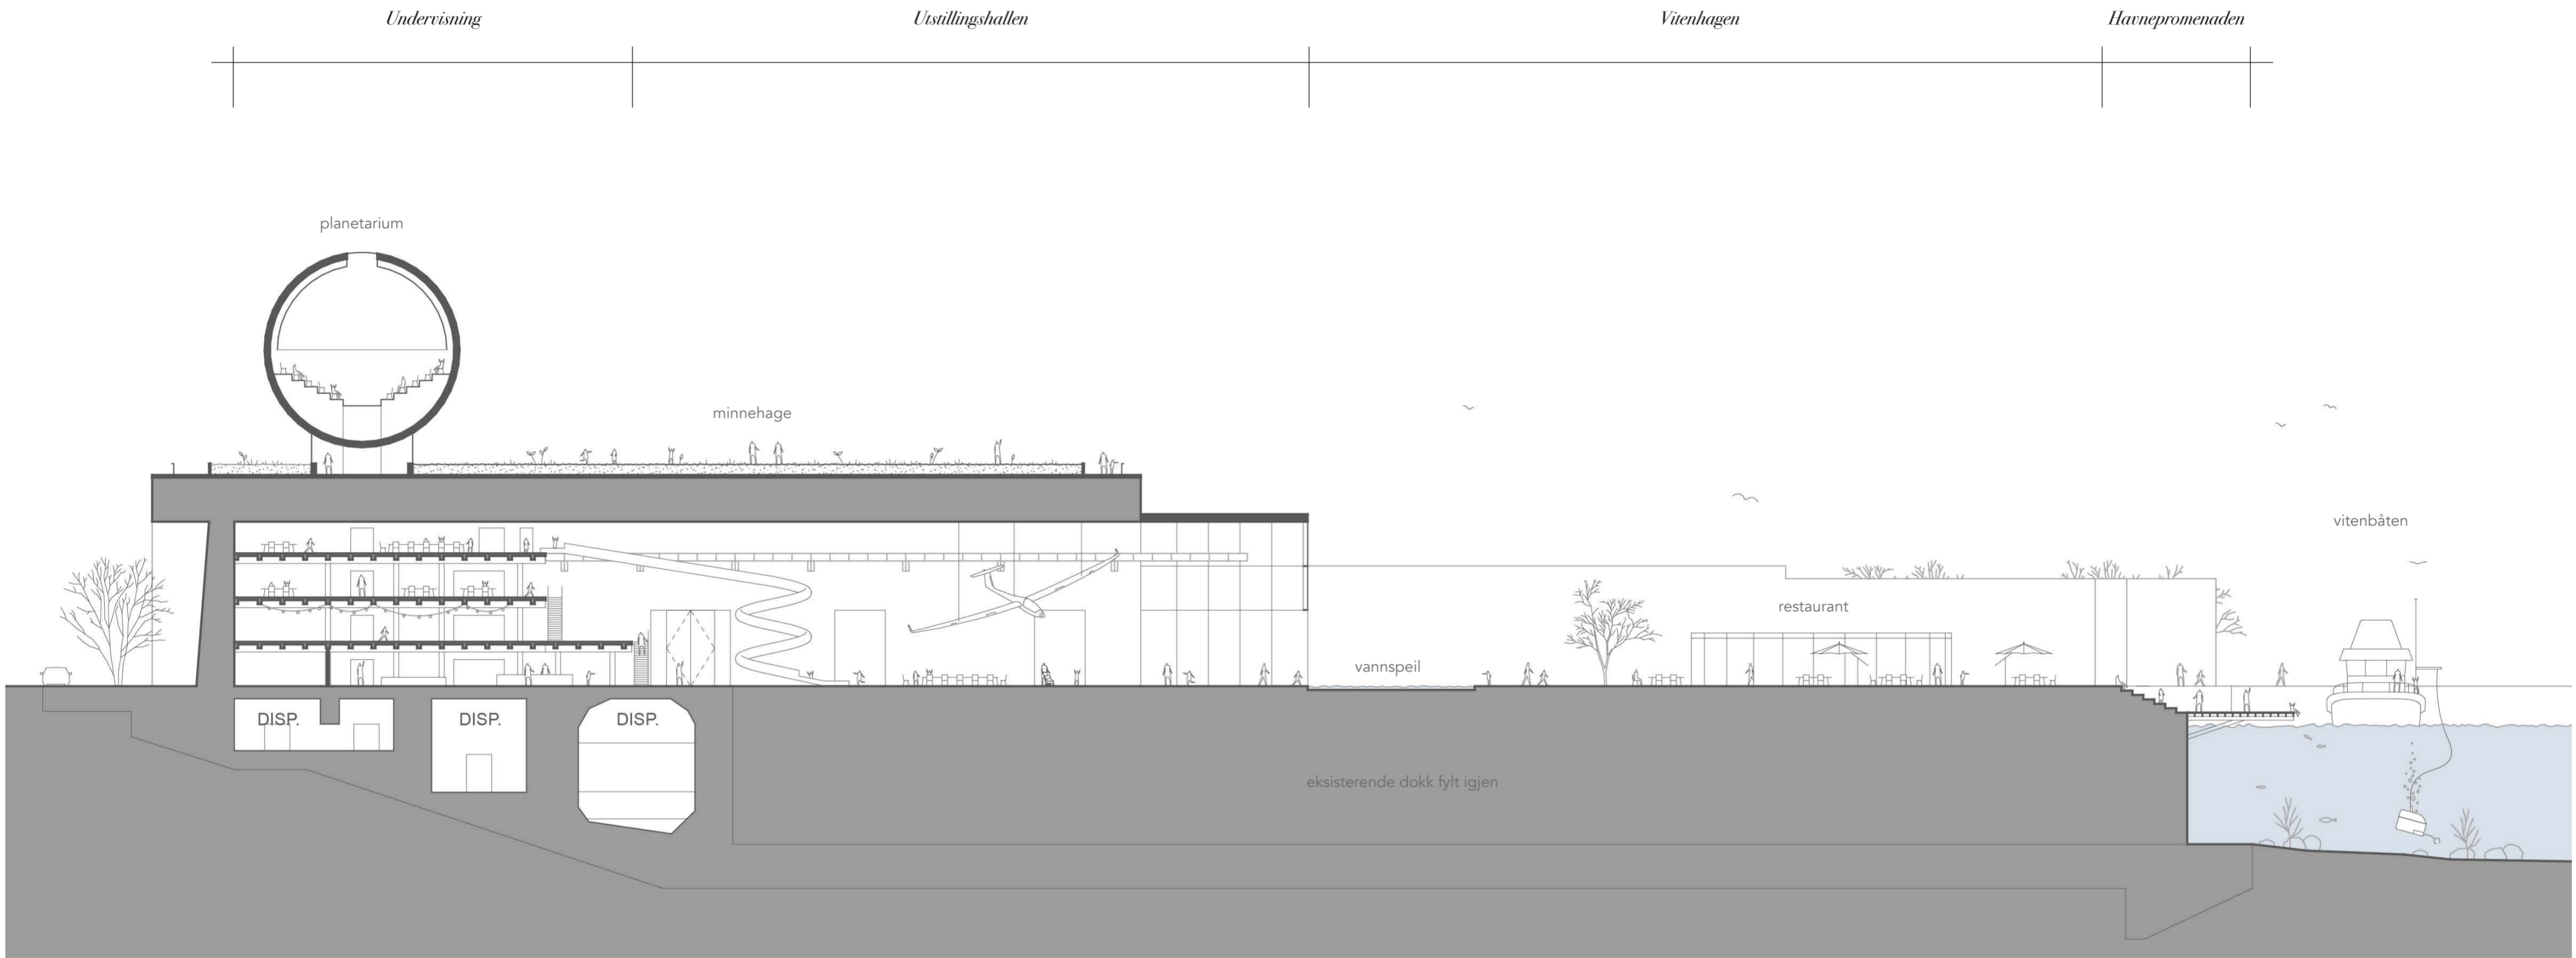 Undervisning
Utstillingshallen
Vitenhagen
Havnepromenaden
planetarium
minnehage
vitenbåten
restaurant
vannspeil
DISP.
DISP.
DISP.
eksisterende dokk fylt igjen